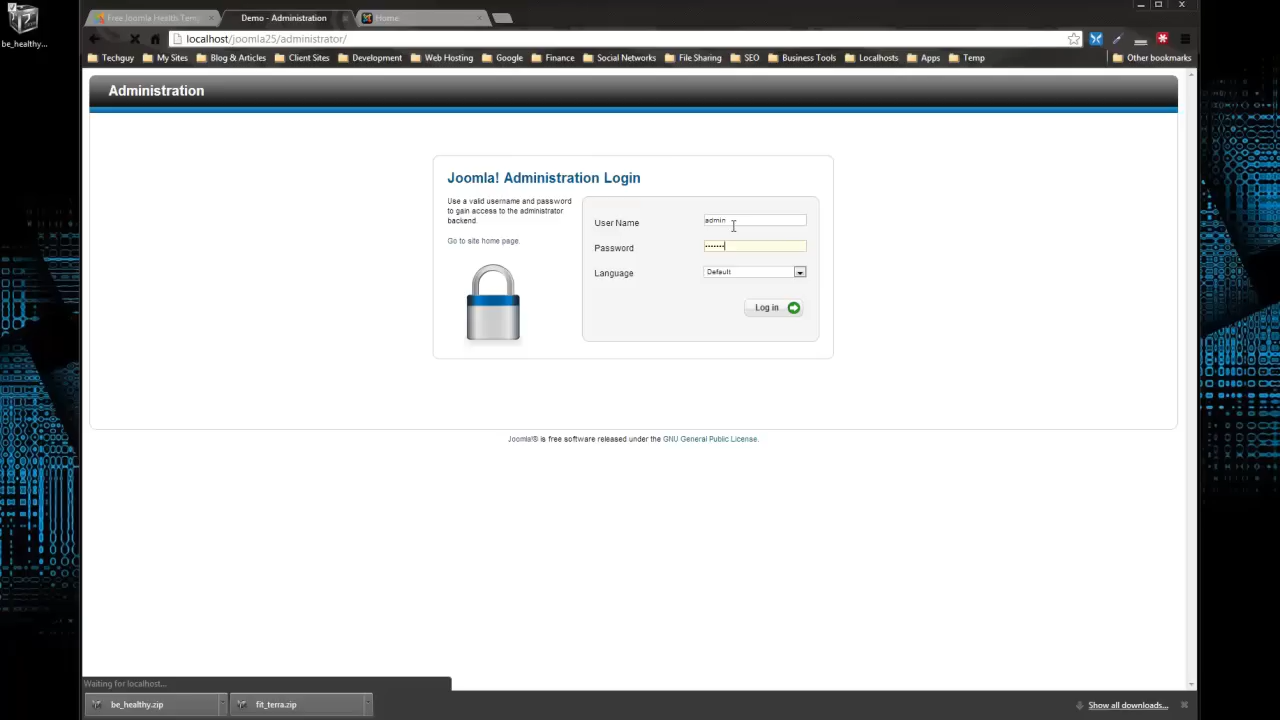 be_healthy...
Free Joomla Health Tem
Demo - Administration
Home
localhost/joomla25/administrator/
Techguy
My Sites
Blog & Articles
Client Sites
Development
Web Hosting
Google
Finance
Social Networks
File Sharing
SEO
Business Tools
Localhosts
Apps
Temp
Other bookmarks
Administration
Joomla! Administration Login
Use a valid username and password
to gain access to the administrator
backend.
Go to site home page.
User Name
admin
Password
Language
Default
Log in
Joomla!® is free software released under the GNU General Public License.
Waiting for localhost...
be_healthy.zip
fit_terra.zip
Show all downloads...